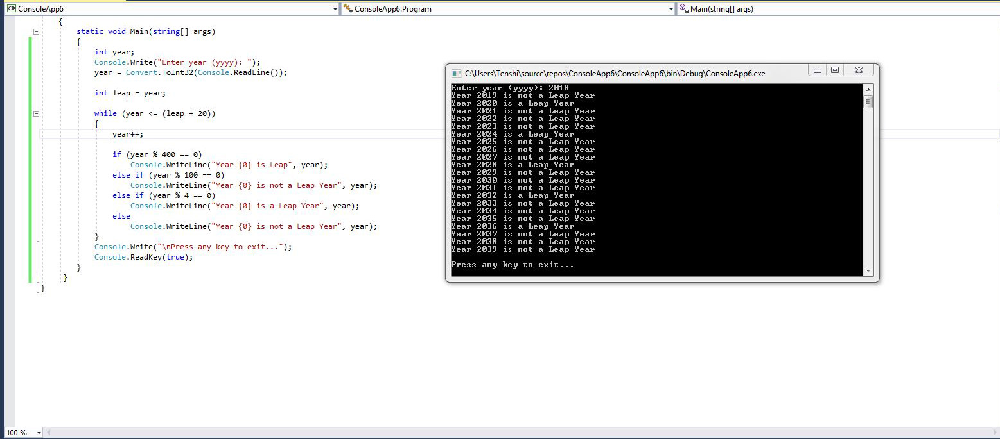 ConsoleApp6
ConsoleApp6.Program
Main(string[] args)
{
static void Main(string[] args)
{
int year;
Console.Write("Enter year (yyyy): ");
year = Convert.ToInt32(Console.ReadLine());
int leap = year;
while (year <= (leap + 20))
{
year++;
if (year % 400 == 0)
Console.WriteLine("Year {0} is Leap", year);
else if (year % 100 == 0)
Console.WriteLine("Year {0} is not a Leap Year", year);
else if (year % 4 == 0)
Console.WriteLine("Year {0} is a Leap Year", year);
else
Console.WriteLine("Year {0} is not a Leap Year", year);
}
Console.Write("\nPress any key to exit...");
Console.ReadKey(true);
}
}
}
C:\Users\Tenshi\source\repos\ConsoleApp6\ConsoleApp6\bin\Debug\ConsoleApp6.exe
Enter year (yyyy): 2018
Year 2019 is not a Leap Year
Year 2020 is a Leap Year
Year 2021 is not a Leap Year
Year 2022 is not a Leap Year
Year 2023 is not a Leap Year
Year 2024 is a Leap Year
Year 2025 is not a Leap Year
Year 2026 is not a Leap Year
Year 2027 is not a Leap Year
Year 2028 is a Leap Year
Year 2029 is not a Leap Year
Year 2030 is not a Leap Year
Year 2031 is not a Leap Year
Year 2032 is a Leap Year
Year 2033 is not a Leap Year
Year 2034 is not a Leap Year
Year 2035 is not a Leap Year
Year 2036 is a Leap Year
Year 2037 is not a Leap Year
Year 2038 is not a Leap Year
Year 2039 is not a Leap Year
Press any key to exit...
100 %